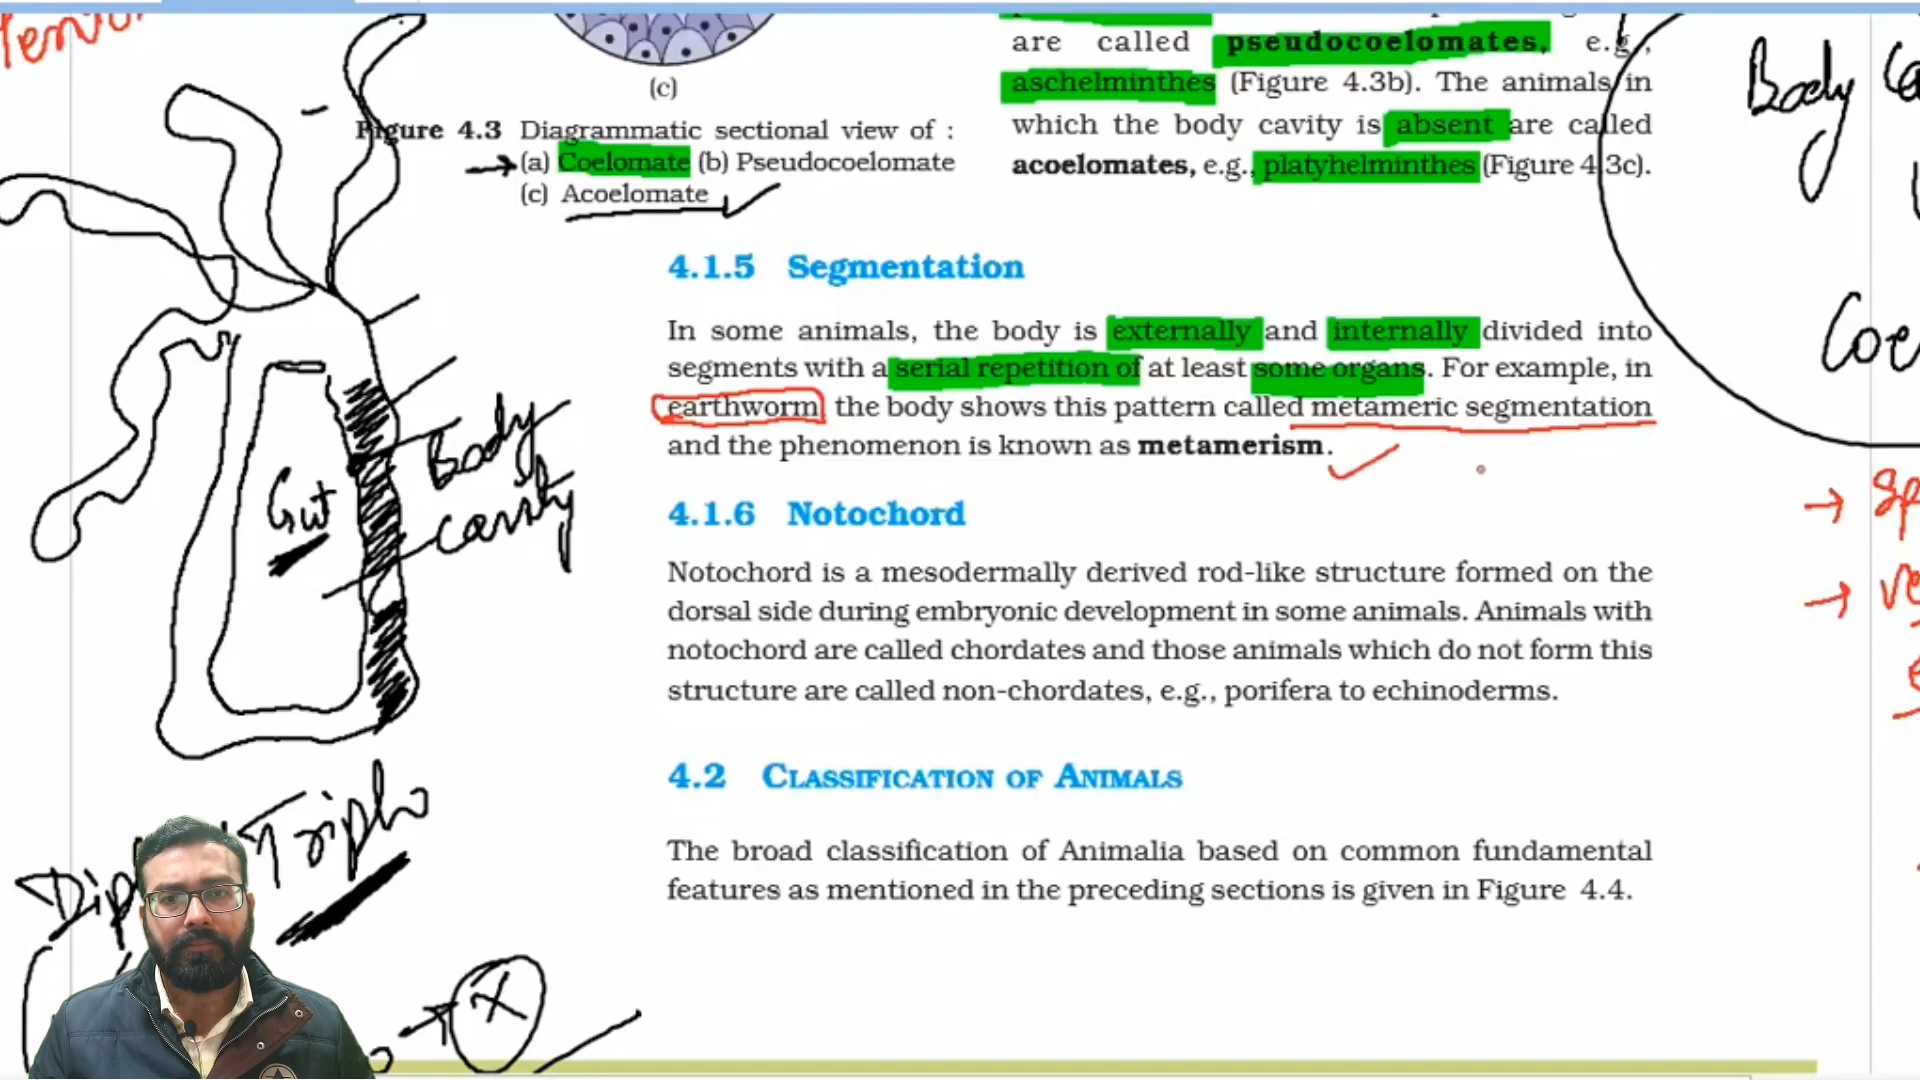 (c)
Figure 4.3 Diagrammatic sectional view of :
(a) Coelomate (b) Pseudocoelomate
(c) Acoelomate
are called pseudocoelomates, e.g.,
aschelminthes (Figure 4.3b). The animals in
which the body cavity is absent are called
acoelomates, e.g., platyhelminthes (Figure 4.3c).
4.1.5 Segmentation
In some animals, the body is externally and internally divided into
segments with a serial repetition of at least some organs. For example, in
earthworm, the body shows this pattern called metameric segmentation
and the phenomenon is known as metamerism.
4.1.6 Notochord
Notochord is a mesodermally derived rod-like structure formed on the
dorsal side during embryonic development in some animals. Animals with
notochord are called chordates and those animals which do not form this
structure are called non-chordates, e.g., porifera to echinoderms.
4.2 CLASSIFICATION OF ANIMALS
The broad classification of Animalia based on common fundamental
features as mentioned in the preceding sections is given in Figure 4.4.
Gut
Body
cavity
Triplo
X
Body